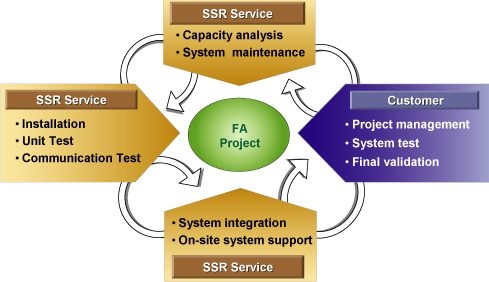 SSR Service
• Capacity analysis
• System maintenance
SSR Service
• Installation
• Unit Test
• Communication Test
FA
Project
Customer
• Project management
• System test
• Final validation
• System integration
• On-site system support
SSR Service